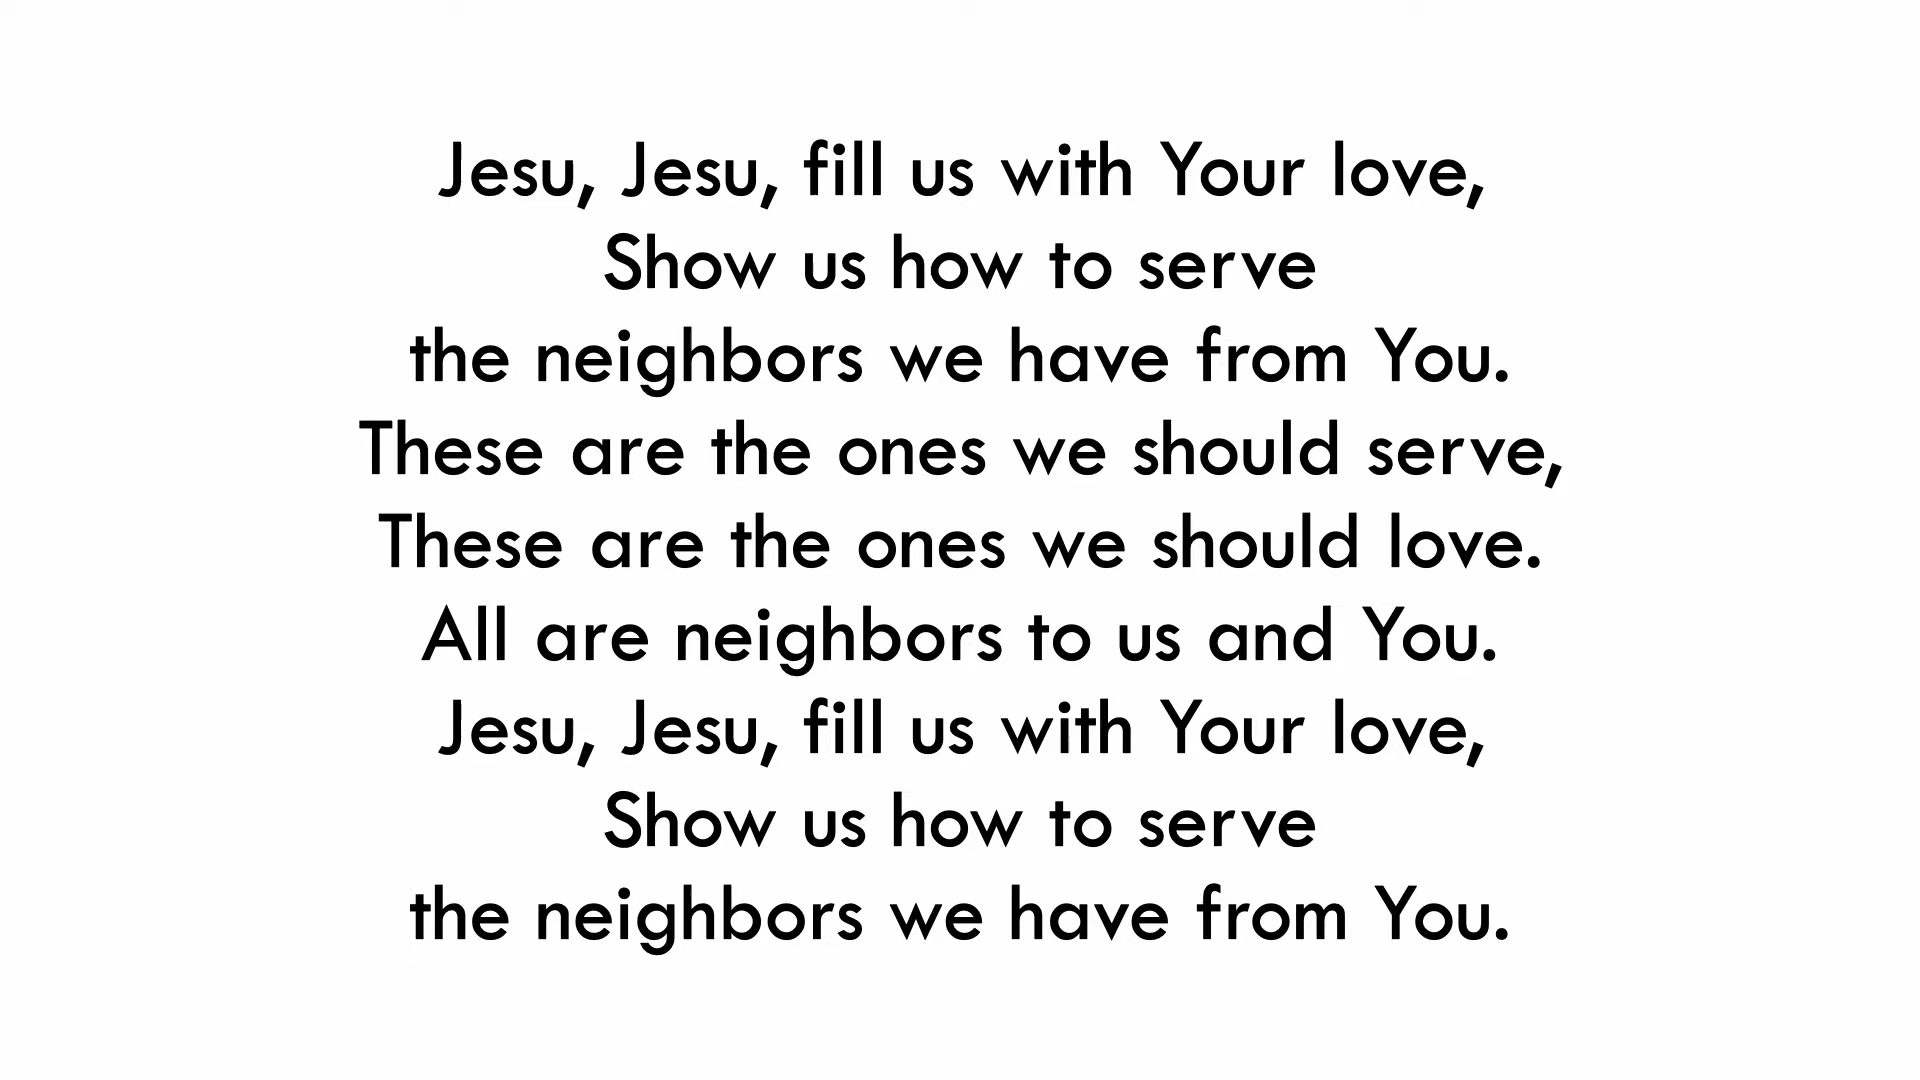 Jesu, Jesu, fill us with Your love,
Show us how to serve
the neighbors we have from You.
These are the ones we should serve,
These are the ones we should love.
All are neighbors to us and You.
Jesu, Jesu, fill us with Your love,
Show us how to serve
the neighbors we have from You.